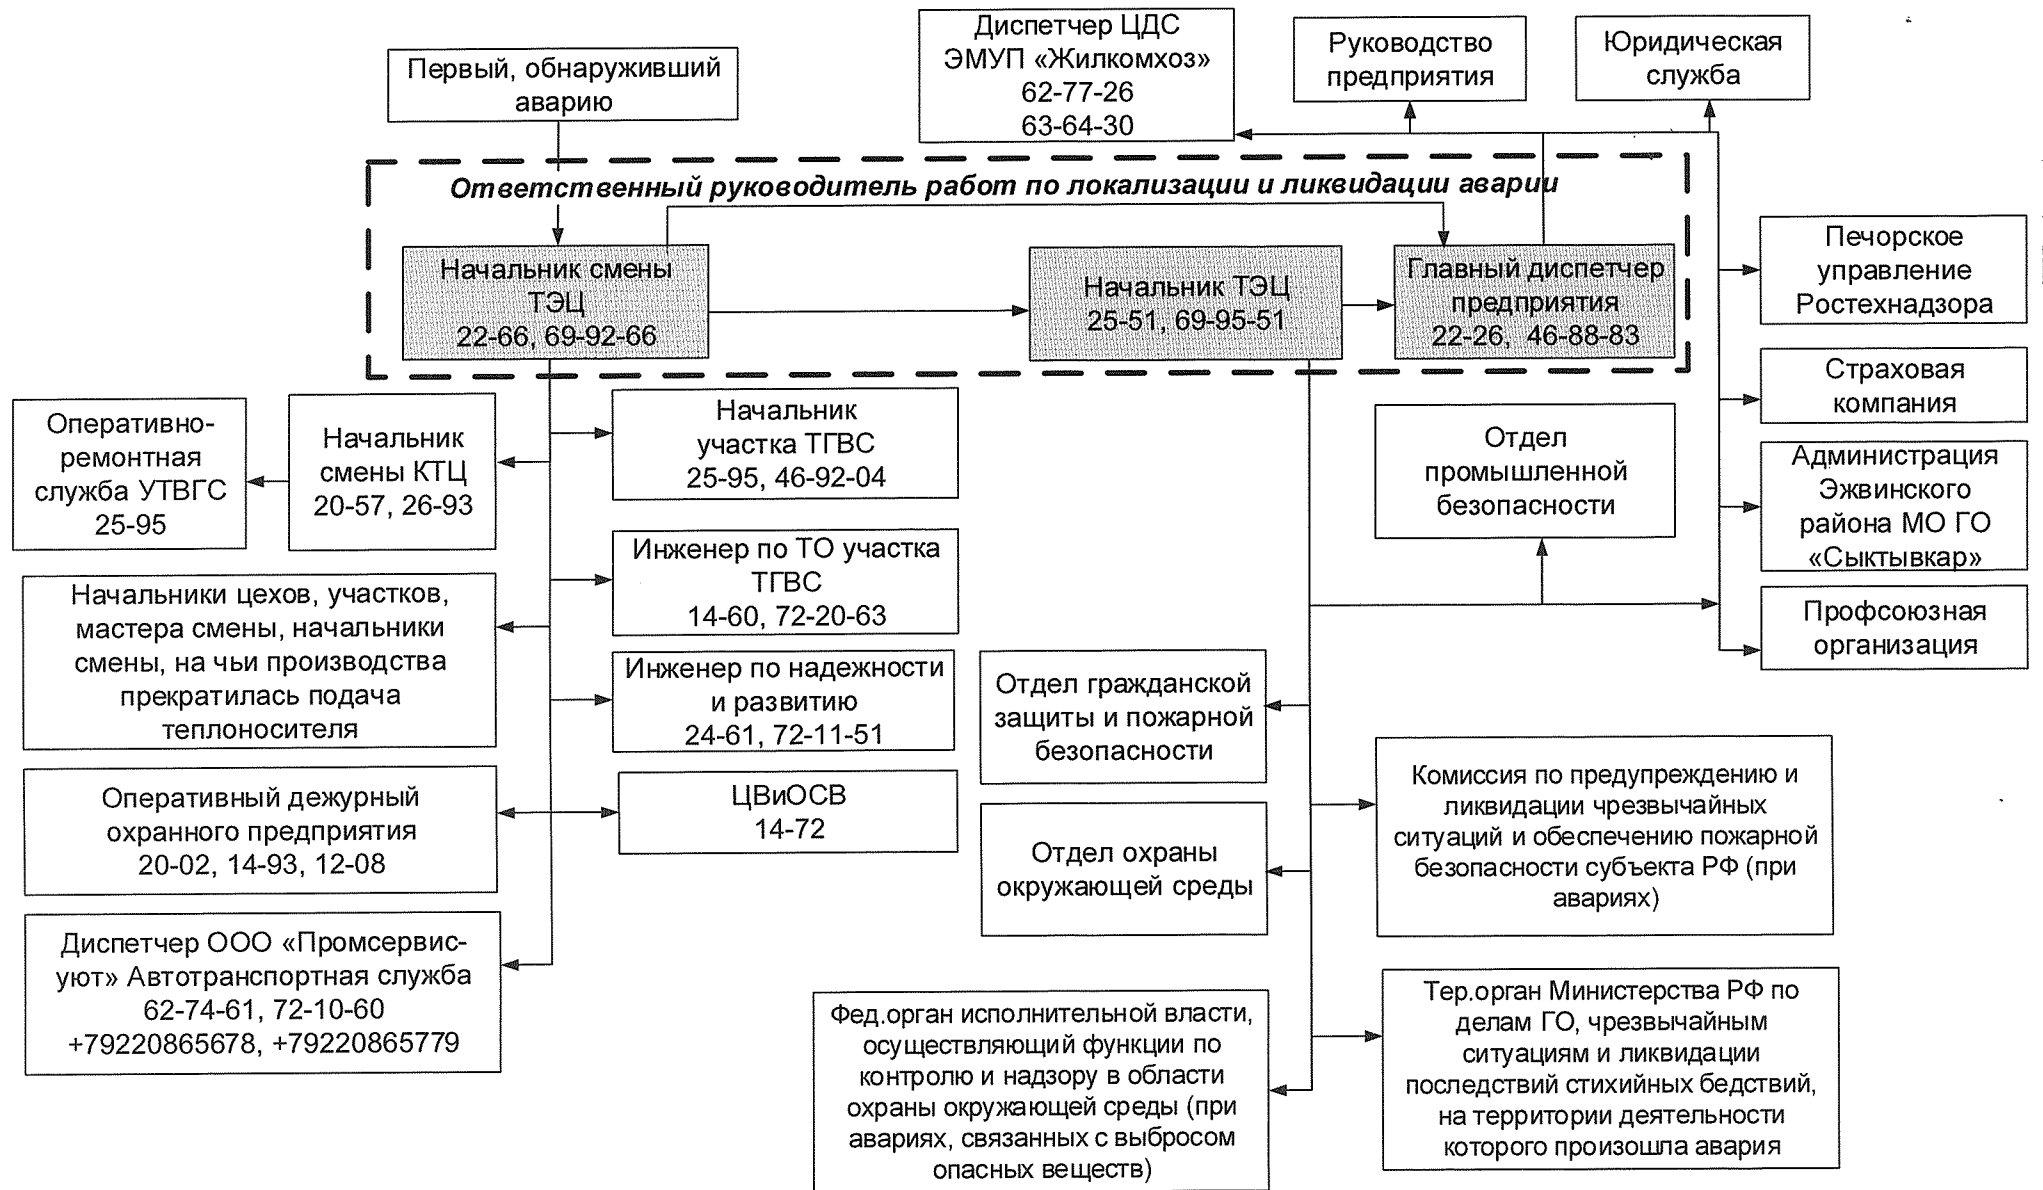 Первый, обнаруживший
аварию
Диспетчер ЦДС
ЭМУП «Жилкомхоз»
62-77-26
63-64-30
Руководство
предприятия
Юридическая
служба
Ответственный руководитель работ по локализации и ликвидации аварии
Начальник смены
ТЭЦ
22-66, 69-92-66
Начальник ТЭЦ
25-51, 69-95-51
Главный диспетчер
предприятия
22-26, 46-88-83
Печорское
управление
Ростехнадзора
Страховая
компания
Администрация
Эжвинского
района МО ГО
«Сыктывкар»
Профсоюзная
организация
Оперативно-
ремонтная
служба УТВГС
25-95
Начальник
смены КТЦ
20-57, 26-93
Начальник
участка ТГВС
25-95, 46-92-04
Отдел
промышленной
безопасности
Инженер по ТО участка
ТГВС
14-60, 72-20-63
Начальники цехов, участков,
мастера смены, начальники
смены, на чьи производства
прекратилась подача
теплоносителя
Инженер по надежности
и развитию
24-61, 72-11-51
Отдел гражданской
защиты и пожарной
безопасности
Оперативный дежурный
охранного предприятия
20-02, 14-93, 12-08
ЦВиОСВ
14-72
Отдел охраны
окружающей среды
Комиссия по предупреждению и
ликвидации чрезвычайных
ситуаций и обеспечению пожарной
безопасности субъекта РФ (при
авариях)
Диспетчер ООО «Промсервис-
уют» Автотранспортная служба
62-74-61, 72-10-60
+79220865678, +79220865779
Фед.орган исполнительной власти,
осуществляющий функции по
контролю и надзору в области
охраны окружающей среды (при
авариях, связанных с выбросом
опасных веществ)
Тер.орган Министерства РФ по
делам ГО, чрезвычайным
ситуациям и ликвидации
последствий стихийных бедствий,
на территории деятельности
которого произошла авария